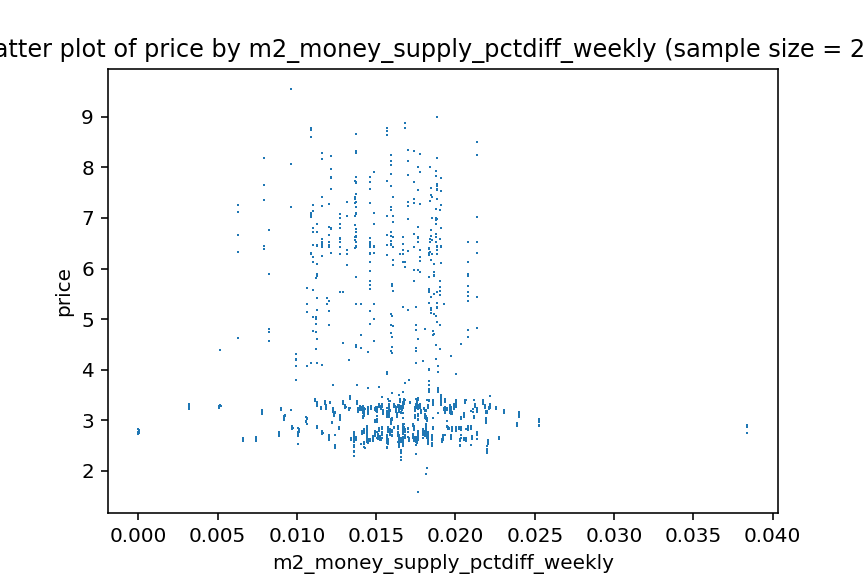 atter plot of price by m2_money_supply_pctdiff_weekly (sample size = 2
9
8
7
6
5
4
3
2
price
0.000 0.005 0.010 0.015 0.020 0.025 0.030 0.035 0.040
m2_money_supply_pctdiff_weekly